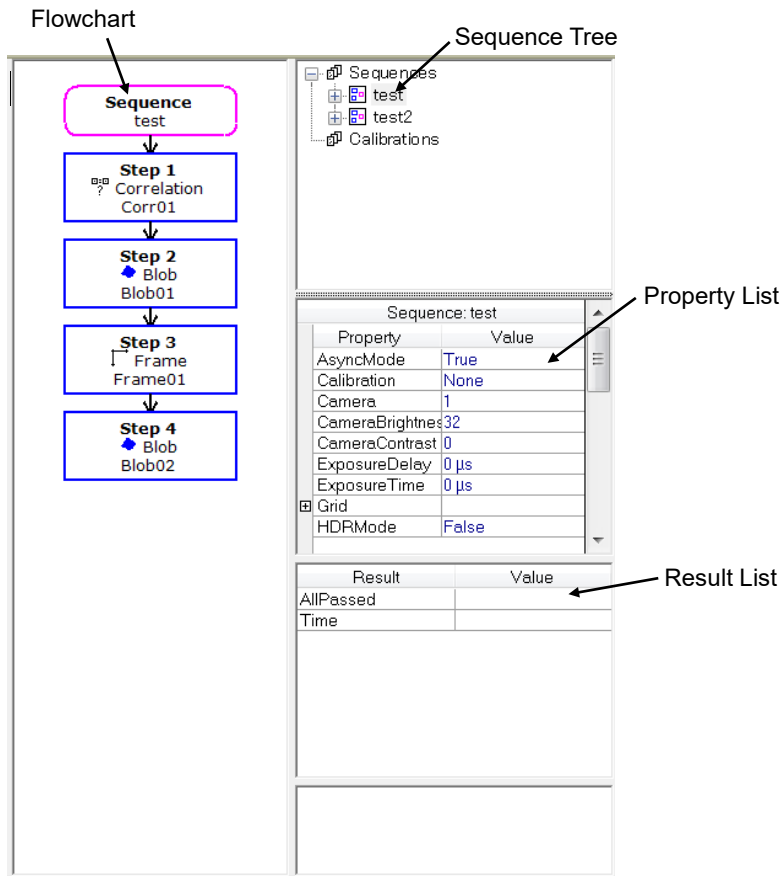 Flowchart
Sequence Tree
Sequence
test
Step 1
Correlation
Corr01
Step 2
Blob
Blob01
Step 3
Frame
Frame01
Step 4
Blob
Blob02
Sequences
test
test2
Calibrations
Property List
Sequence: test
Property Value
AsyncMode True
Calibration None
Camera 1
CameraBrightnes 32
CameraContrast 0
ExposureDelay 0 µs
ExposureTime 0 µs
Grid
HDRMode False
Result List
Result Value
AllPassed
Time